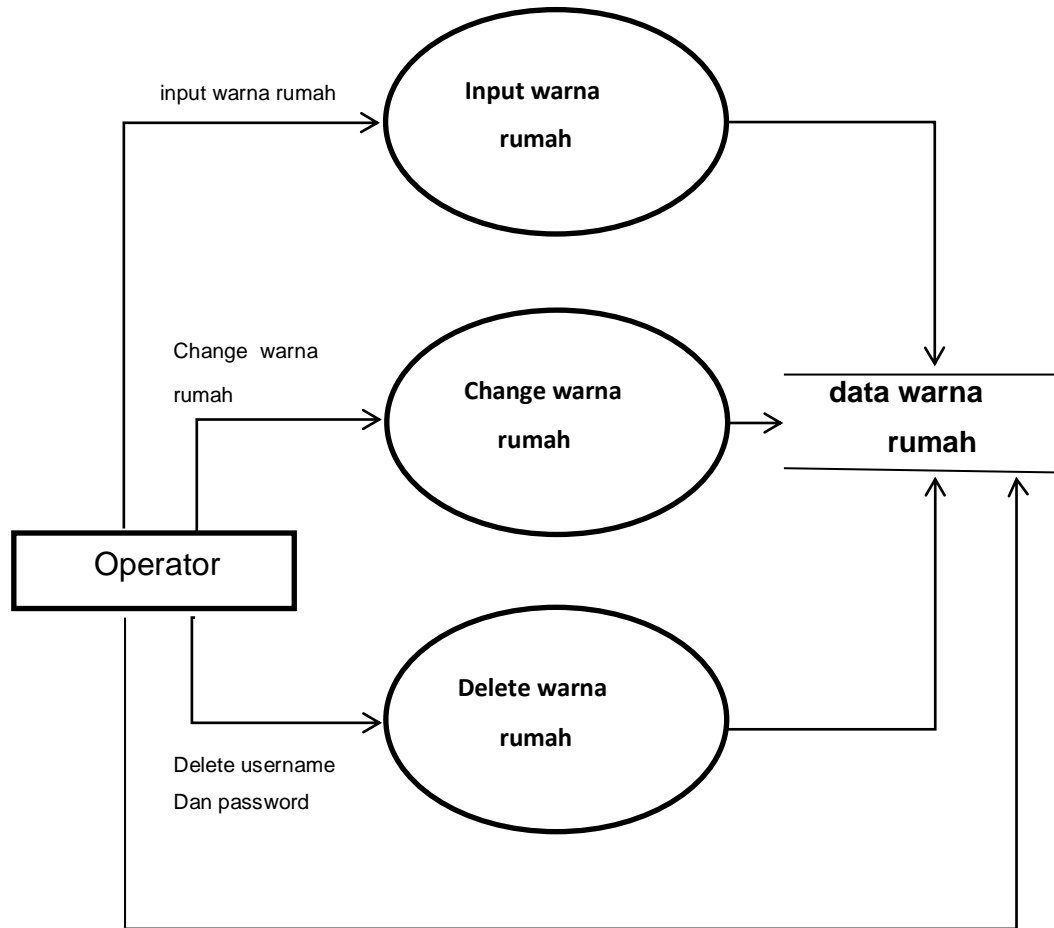 input warna rumah
Input warna
rumah
Change warna
rumah
Change warna
rumah
data warna
rumah
Operator
Delete warna
rumah
Delete username
Dan password